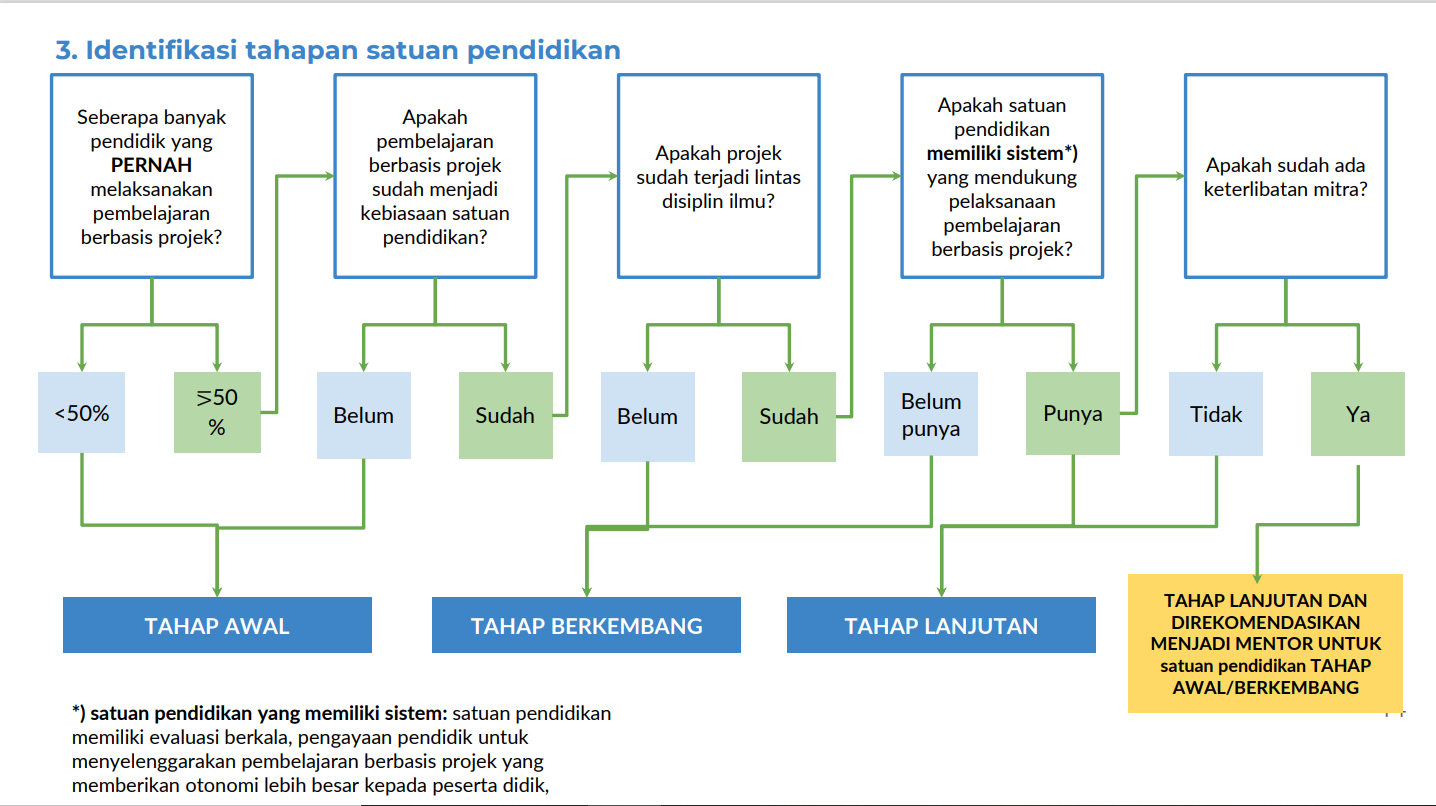 3. Identifikasi tahapan satuan pendidikan
Seberapa banyak
pendidik yang
PERNAH
melaksanakan
pembelajaran
berbasis projek?
Apakah
pembelajaran
berbasis projek
sudah menjadi
kebiasaan satuan
pendidikan?
Apakah projek
sudah terjadi lintas
disiplin ilmu?
Apakah satuan
pendidikan
memiliki sistem*)
yang mendukung
pelaksanaan
pembelajaran
berbasis projek?
Apakah sudah ada
keterlibatan mitra?
<50%
⋝50
%
Belum
Sudah
Belum
Sudah
Belum
punya
Punya
Tidak
Ya
TAHAP AWAL
TAHAP BERKEMBANG
TAHAP LANJUTAN
TAHAP LANJUTAN DAN
DIREKOMENDASIKAN
MENJADI MENTOR UNTUK
satuan pendidikan TAHAP
AWAL/BERKEMBANG
*) satuan pendidikan yang memiliki sistem: satuan pendidikan
memiliki evaluasi berkala, pengayaan pendidik untuk
menyelenggarakan pembelajaran berbasis projek yang
memberikan otonomi lebih besar kepada peserta didik,